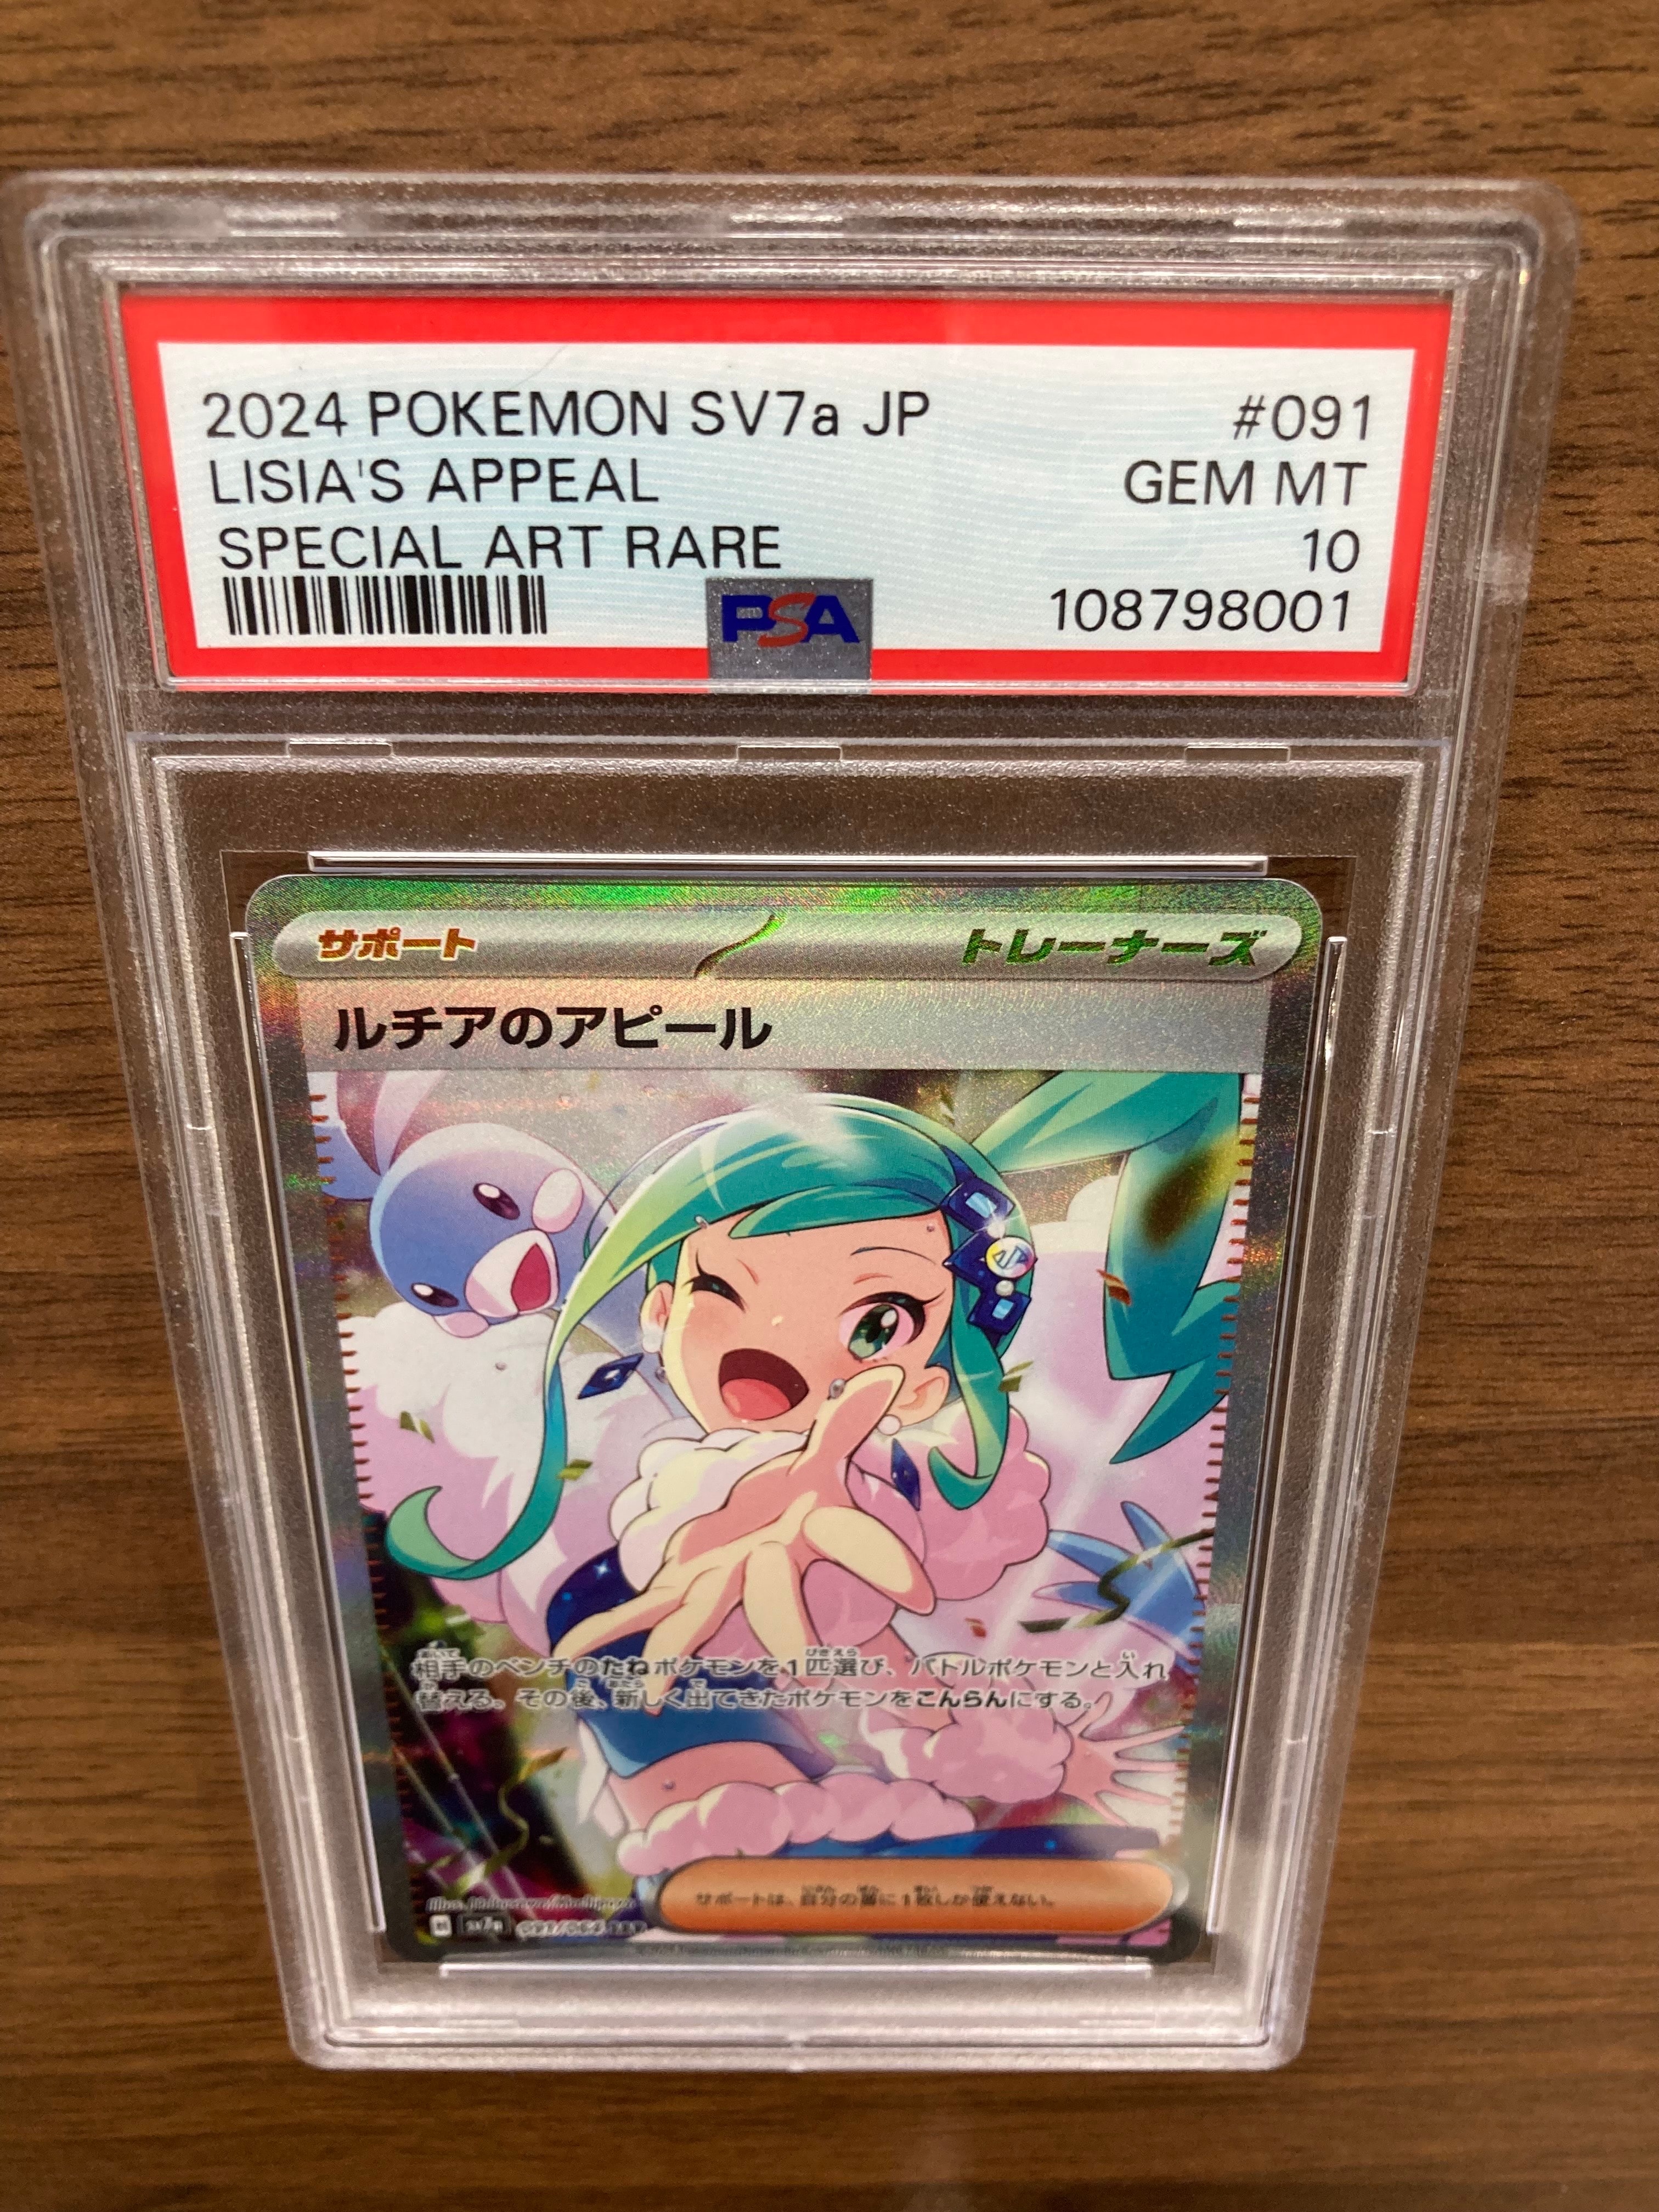 2024 POKEMON SV7a JP #091
LISIA'S APPEAL GEM MT
SPECIAL ART RARE 10
PSA 108798001
サポート トレーナーズ
ルチアのアピール
相手のベンチのたねポケモンを1匹選び、バトルポケモンと入れ
替える。その後、新しく出てきたポケモンをこんらんにする。
サポートは、自分の番に1枚しか使えない。
Illus.
sv7a 091/064